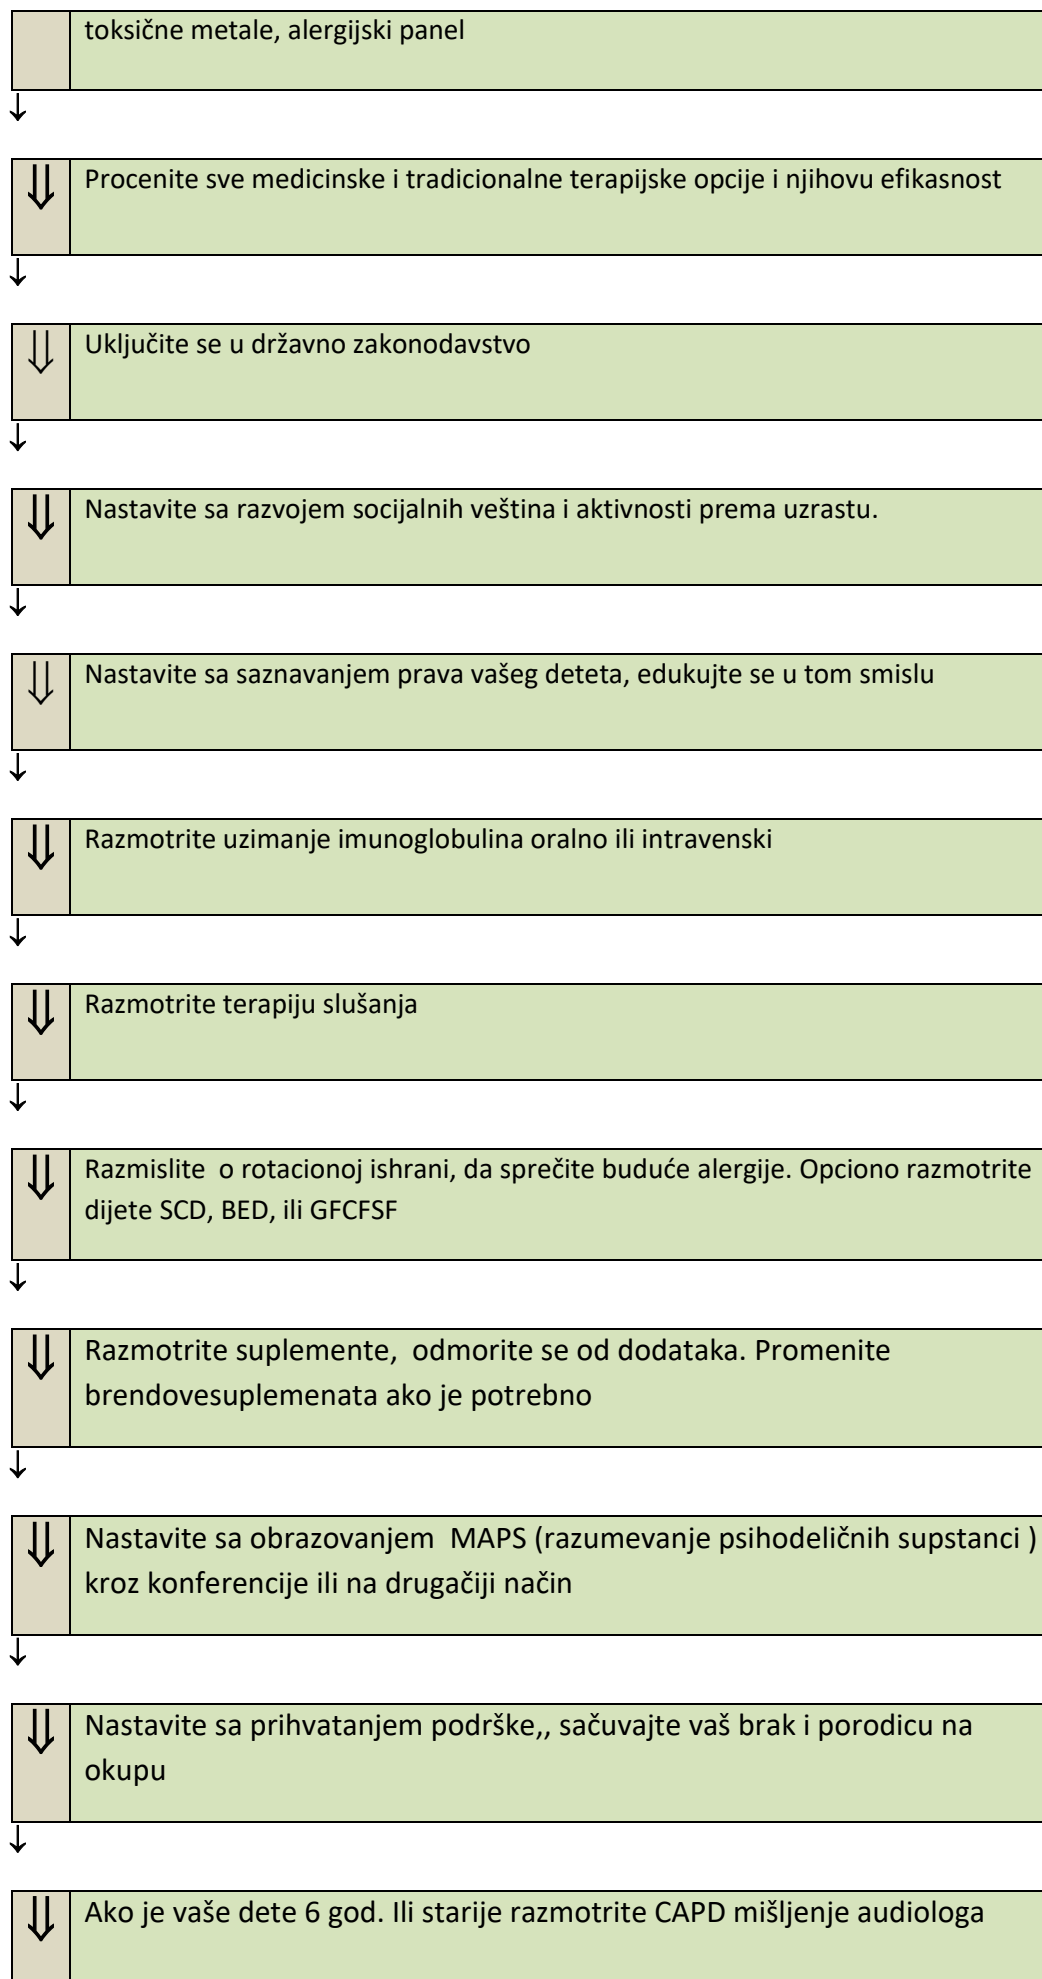 toksične metale, alergijski panel
↓
⇓ Procenite sve medicinske i tradicionalne terapijske opcije i njihovu efikasnost
↓
⇓ Uključite se u državno zakonodavstvo
↓
⇓ Nastavite sa razvojem socijalnih veština i aktivnosti prema uzrastu.
↓
⇓ Nastavite sa saznavanjem prava vašeg deteta, edukujte se u tom smislu
↓
⇓ Razmotrite uzimanje imunoglobulina oralno ili intravenski
↓
⇓ Razmotrite terapiju slušanja
↓
⇓ Razmislite  o rotacionoj ishrani, da sprečite buduće alergije. Opciono razmotrite
dijete SCD, BED, ili GFCFSF
↓
⇓ Razmotrite suplemente,  odmorite se od dodataka. Promenite
brendovesuplemenata ako je potrebno
↓
⇓ Nastavite sa obrazovanjem  MAPS (razumevanje psihodeličnih supstanci )
kroz konferencije ili na drugačiji način
↓
⇓ Nastavite sa prihvatanjem podrške,, sačuvajte vaš brak i porodicu na
okupu
↓
⇓ Ako je vaše dete 6 god. Ili starije razmotrite CAPD mišljenje audiologa